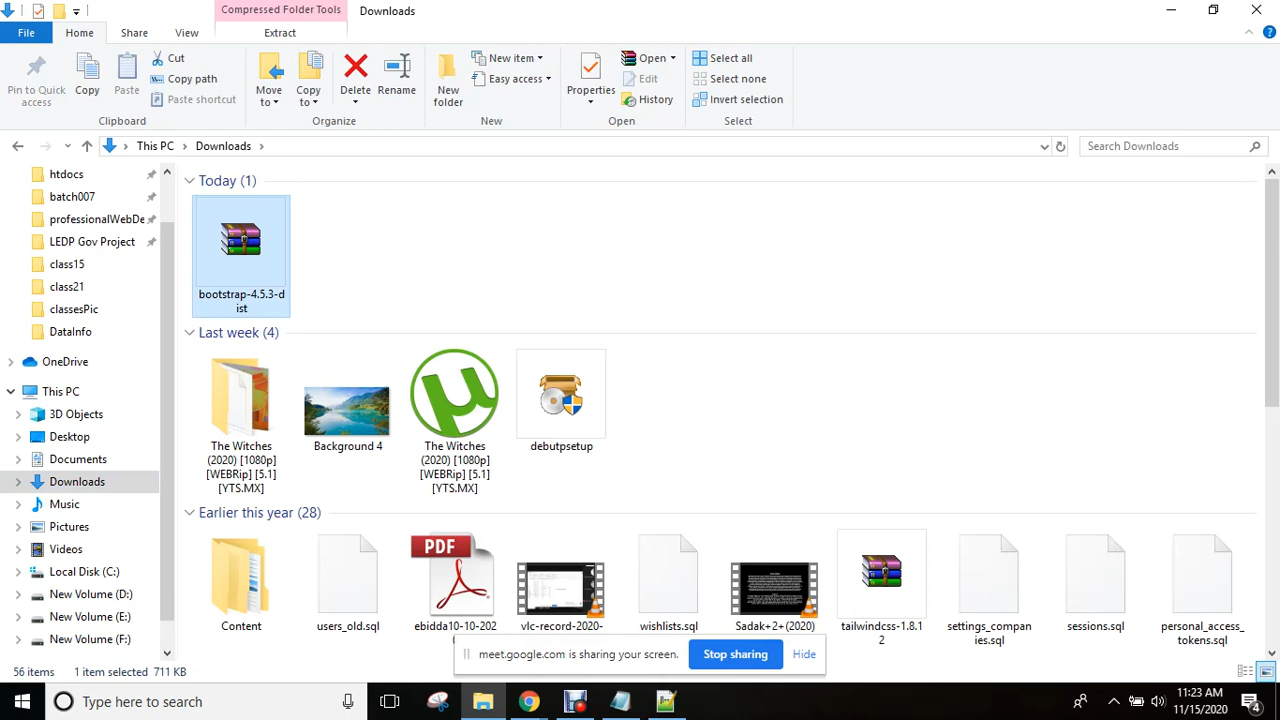 Compressed Folder Tools Downloads
File Home Share View Extract
Pin to Quick access
Copy
Paste
Cut
Copy path
Paste shortcut
Clipboard
Move to
Copy to
Delete
Rename
Organize
New folder
New item
Easy access
New
Properties
Open
Edit
History
Open
Select all
Select none
Invert selection
Select
This PC Downloads
Search Downloads
htdocs
batch007
professionalWebDe
LEDP Gov Project
class15
class21
classesPic
DataInfo
OneDrive
This PC
3D Objects
Desktop
Documents
Downloads
Music
Pictures
Videos
Local Disk (C:)
New Volume (D:)
New Volume (E:)
New Volume (F:)
Today (1)
bootstrap-4.5.3-d
ist
Last week (4)
The Witches
(2020) [1080p]
[WEBRip] [5.1]
[YTS.MX]
Background 4
The Witches
(2020) [1080p]
[WEBRip] [5.1]
[YTS.MX]
debutpsetup
Earlier this year (28)
Content
users_old.sql
PDF
ebidda10-10-202
vlc-record-2020-
wishlists.sql
Sadak+2+(2020)
tailwindcss-1.8.1
2
settings_compan
ies.sql
sessions.sql
personal_access_
tokens.sql
meet.google.com is sharing your screen. Stop sharing Hide
56 items 1 item selected 711 KB
Type here to search
11:23 AM
11/15/2020
4